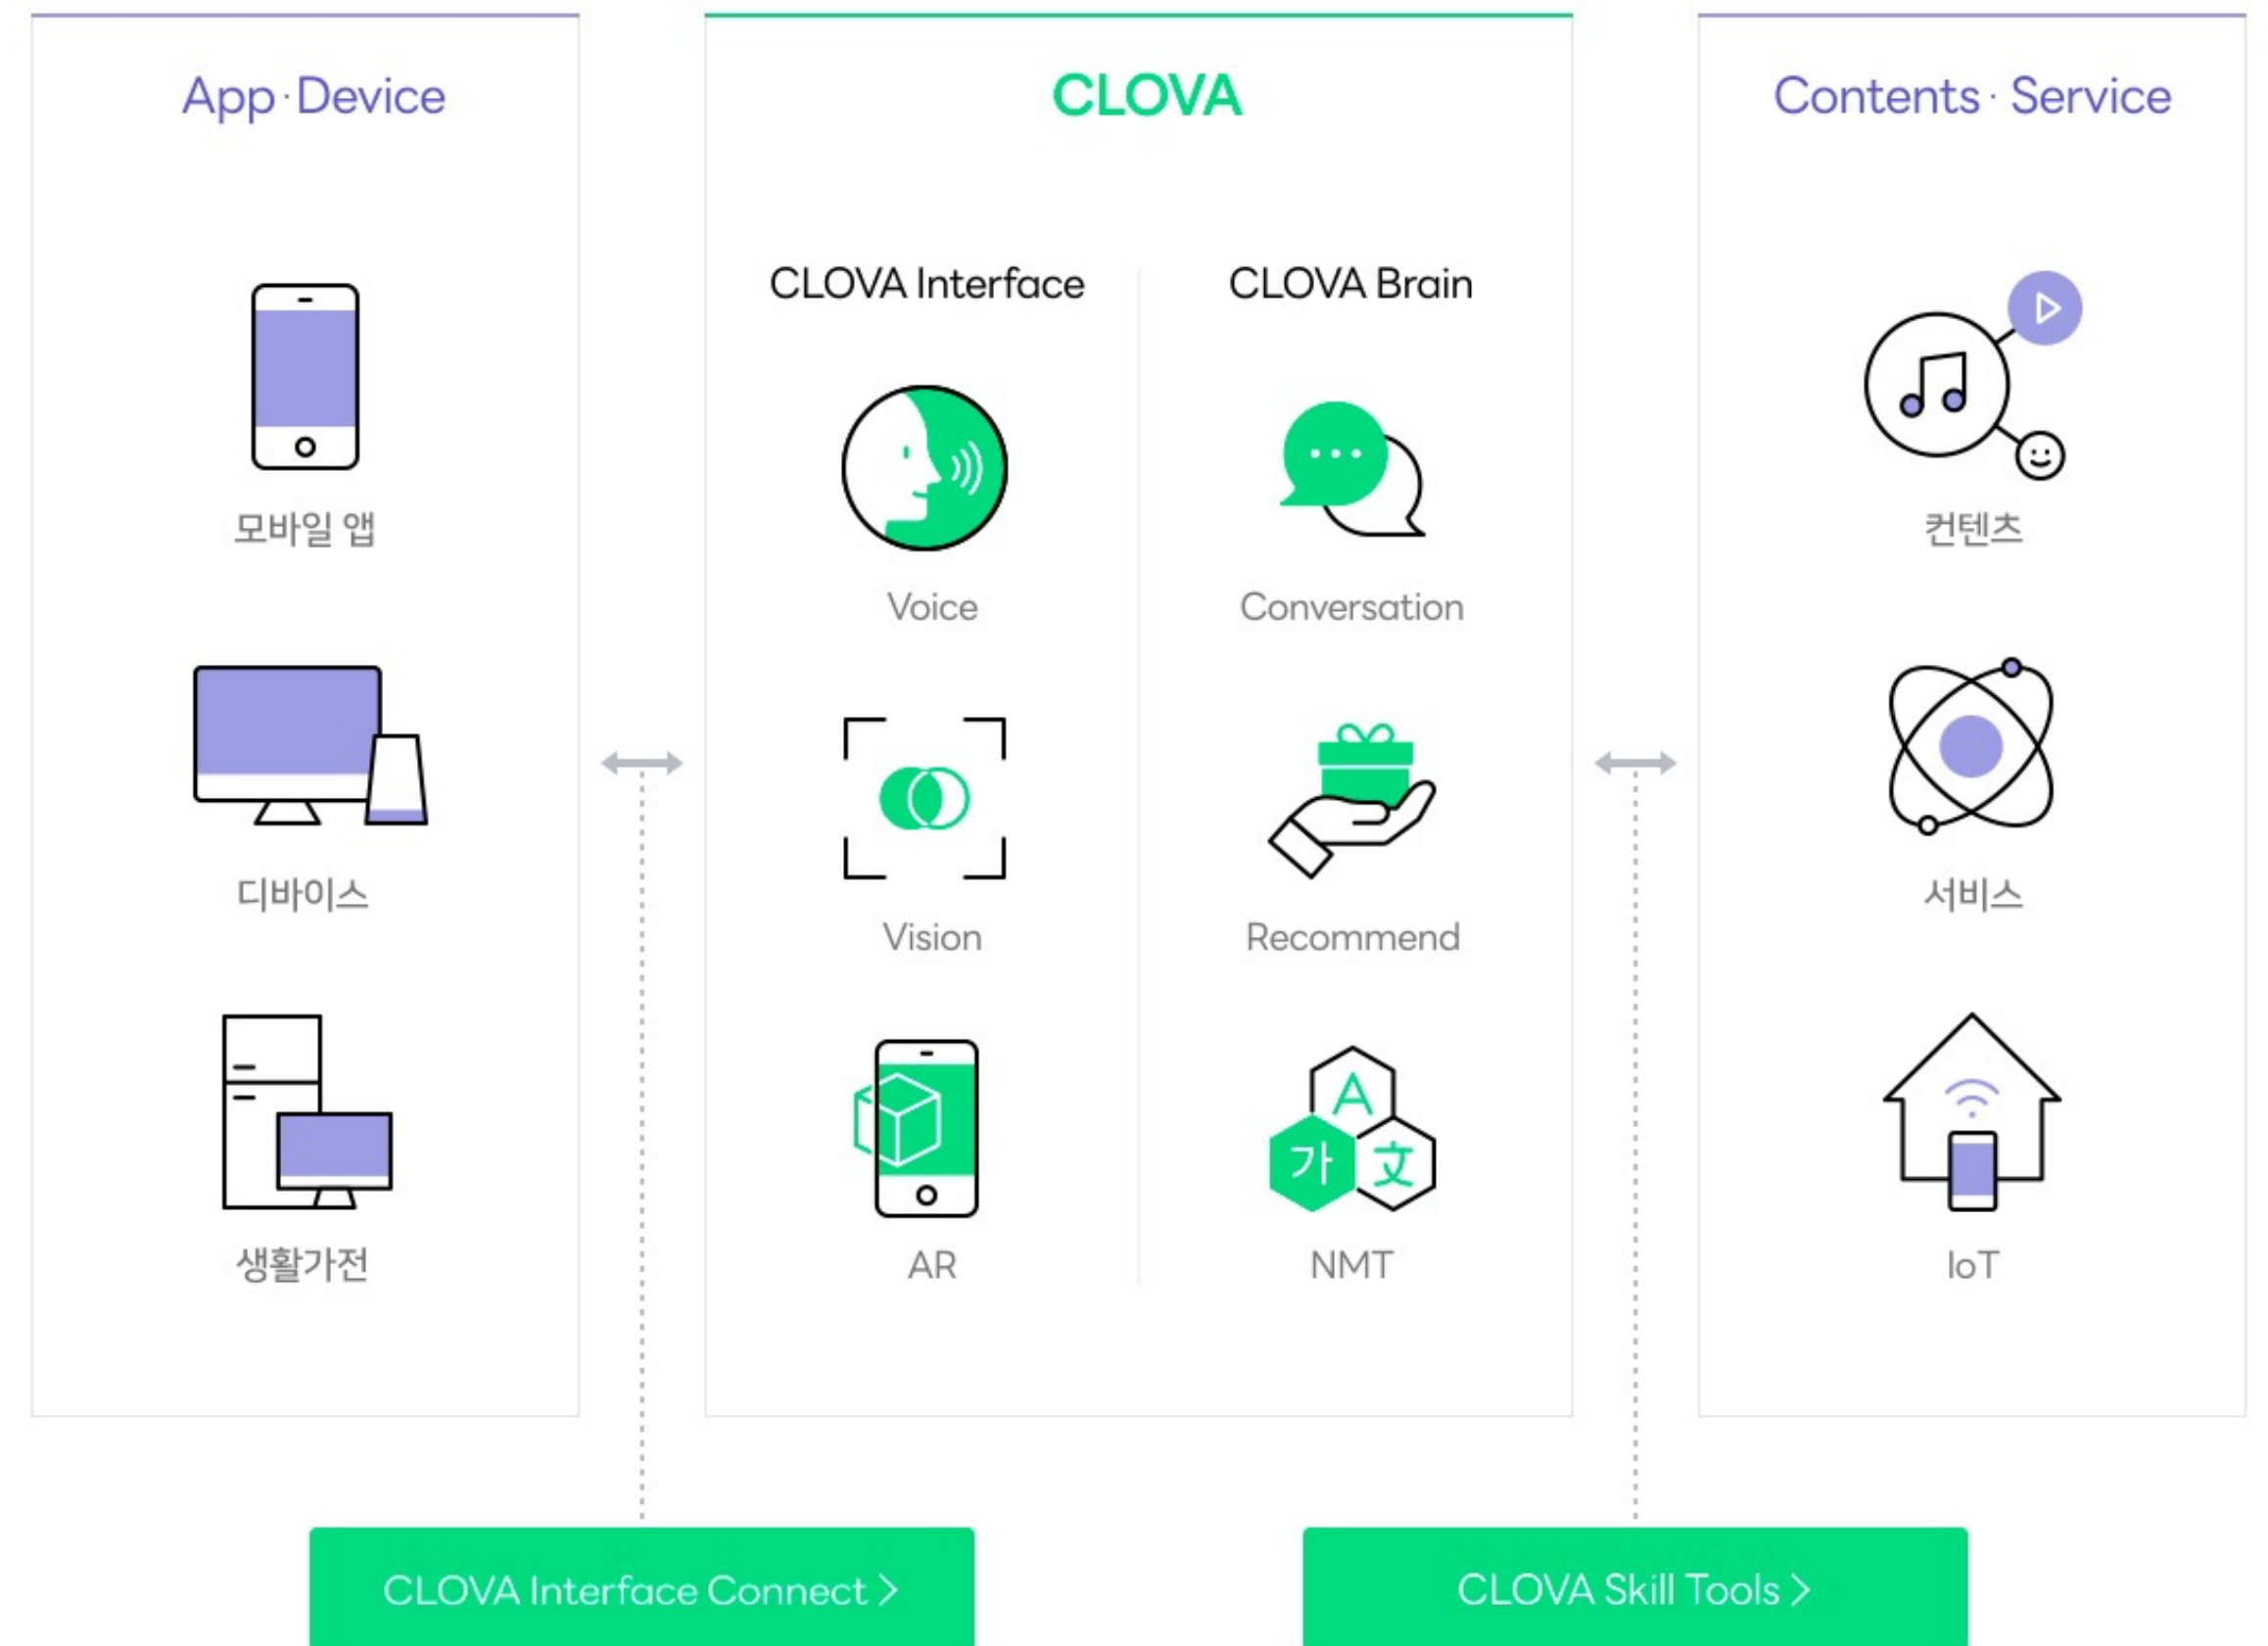 App·Device
모바일 앱
디바이스
생활가전
CLOVA
CLOVA Interface
Voice
Vision
AR
CLOVA Brain
Conversation
Recommend
A
가
文
NMT
Contents· Service
컨텐츠
서비스
IoT
CLOVA Interface Connect >
CLOVA Skill Tools >